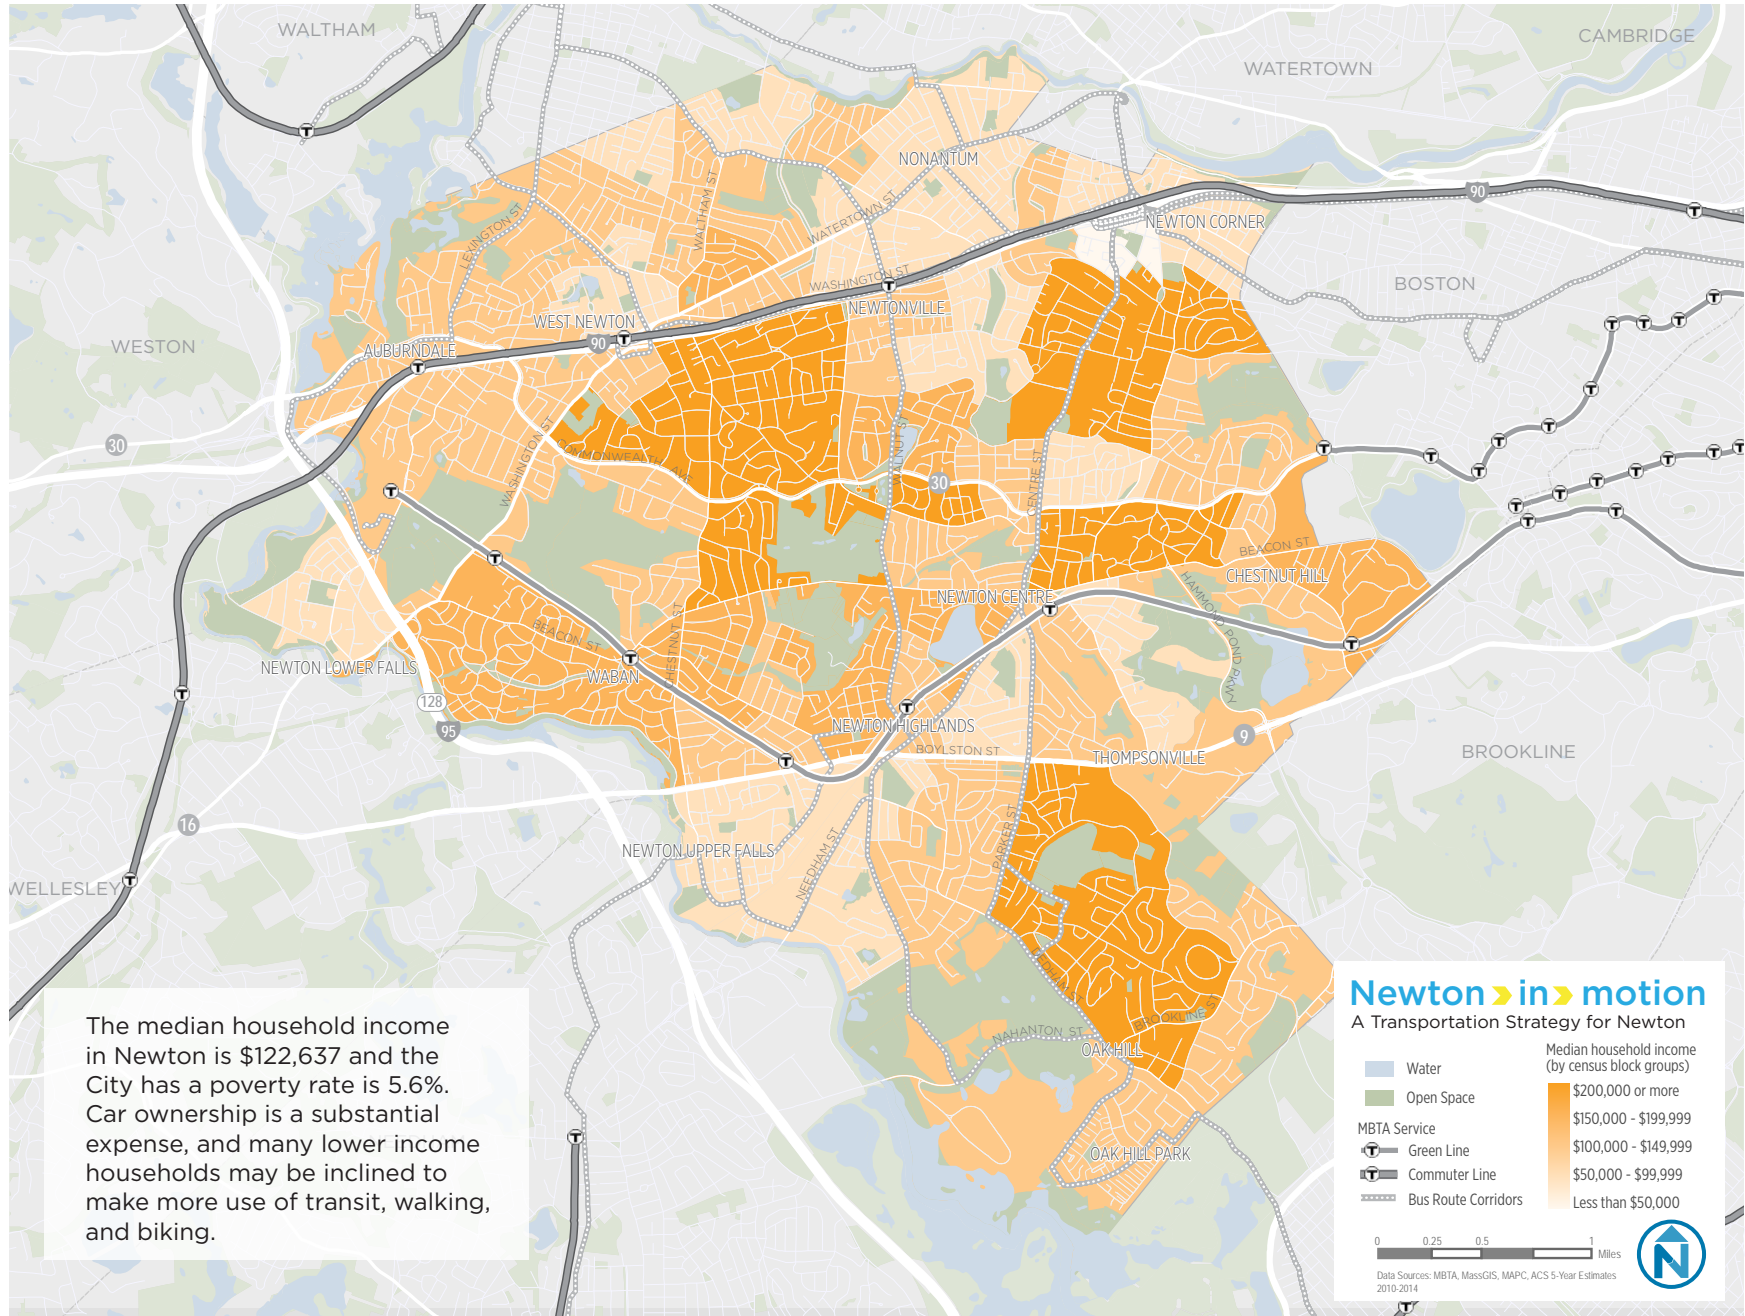 WALTHAM
CAMBRIDGE
WATERTOWN
NONANTUM
90
WALTHAM ST
LEXINGTON ST
WATERTOWN ST
NEWTON CORNER
WASHINGTON ST
BOSTON
NEWTONVILLE
WEST NEWTON
90
WESTON
AUBURNDALE
30
WASHINGTON ST
COMMONWEALTH AVE
WALNUT ST
30
CENTRE ST
BEACON ST
CHESTNUT HILL
HAMMOND POND PKWY
NEWTON CENTRE
BEACON ST
CHESTNUT ST
NEWTON LOWER FALLS
WABAN
128
95
NEWTON HIGHLANDS
BOYLSTON ST
THOMPSONVILLE
9
BROOKLINE
16
PARKER ST
NEWTON UPPER FALLS
NEEDHAM ST
WELLESLEY
DEDHAM ST
BROOKLINE ST
NAHANTON ST
OAK HILL
OAK HILL PARK
The median household income
in Newton is $122,637 and the
City has a poverty rate is 5.6%.
Car ownership is a substantial
expense, and many lower income
households may be inclined to
make more use of transit, walking,
and biking.
Newton in motion
A Transportation Strategy for Newton
Water
Open Space
MBTA Service
T Green Line
T Commuter Line
Bus Route Corridors
Median household income
(by census block groups)
$200,000 or more
$150,000 - $199,999
$100,000 - $149,999
$50,000 - $99,999
Less than $50,000
0 0.25 0.5 1
Miles
N
Data Sources: MBTA, MassGIS, MAPC, ACS 5-Year Estimates
2010-2014